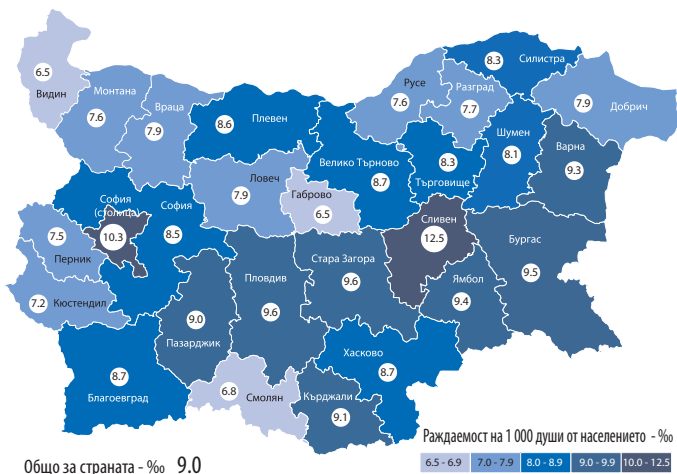 8.3
Силистра
6.5
Видин
Монтана
7.6
Враца
7.9
8.6
Плевен
Русе
7.6
Разград
7.7
7.9
Добрич
Шумен
8.1
Варна
9.3
Велико Търново
8.7
8.3
Търговище
Ловеч
7.9
Габрово
6.5
София
(столица)
10.3
София
8.5
7.5
Перник
Сливен
12.5
Бургас
9.5
7.2
Кюстендил
Пловдив
9.6
Стара Загора
9.6
Ямбол
9.4
9.0
Пазарджик
8.7
Благоевград
Хасково
8.7
6.8
Смолян
Кърджали
9.1
Общо за страната - ‰ 9.0
Раждаемост на 1 000 души от населението - ‰
6.5 - 6.9 7.0 - 7.9 8.0 - 8.9 9.0 - 9.9 10.0 - 12.5